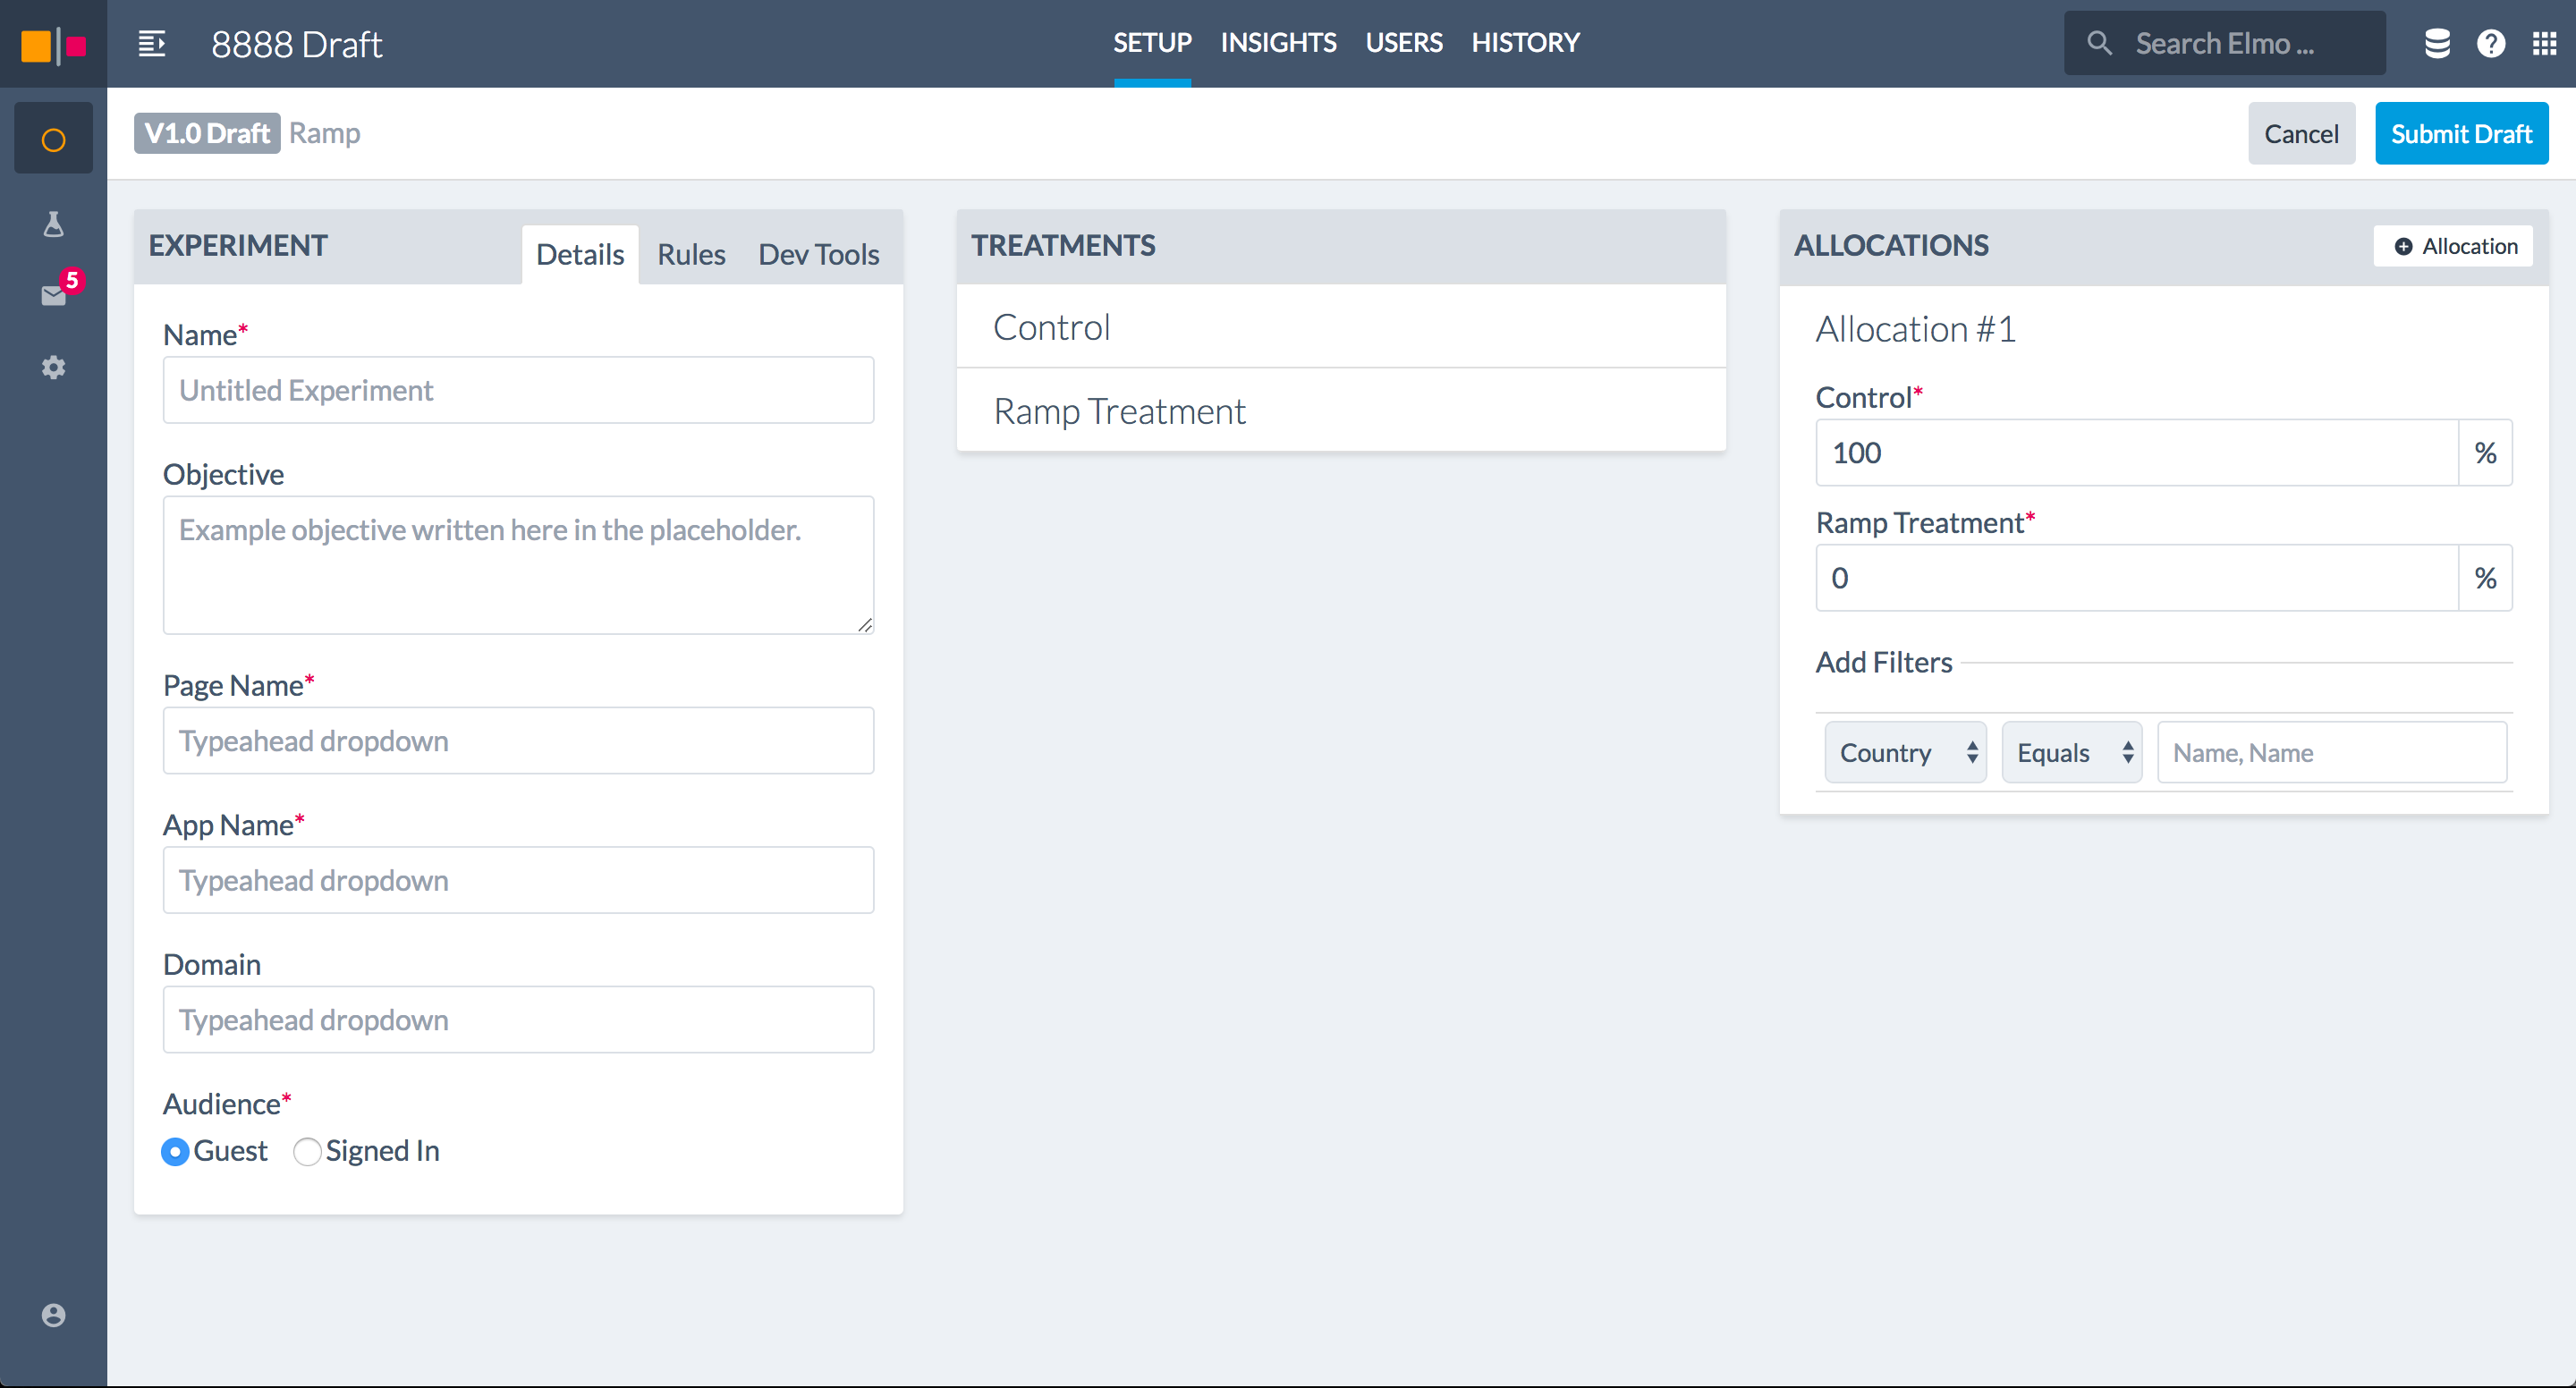 8888 Draft
SETUP INSIGHTS USERS HISTORY
Search Elmo ...
V1.0 Draft Ramp
Cancel
Submit Draft
5
EXPERIMENT
Details Rules Dev Tools
Name*
Untitled Experiment
Objective
Example objective written here in the placeholder.
Page Name*
Typeahead dropdown
App Name*
Typeahead dropdown
Domain
Typeahead dropdown
Audience*
Guest Signed In
TREATMENTS
Control
Ramp Treatment
ALLOCATIONS
Allocation
Allocation #1
Control*
100 %
Ramp Treatment*
0 %
Add Filters
Country Equals Name, Name